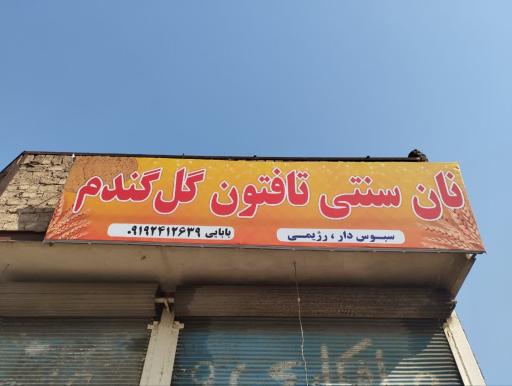 نان سنتی تافتون گل گندم
سبوس دار ، رژیمی
بابایی ۰۹۱۹۲۴۱۲۶۳۹